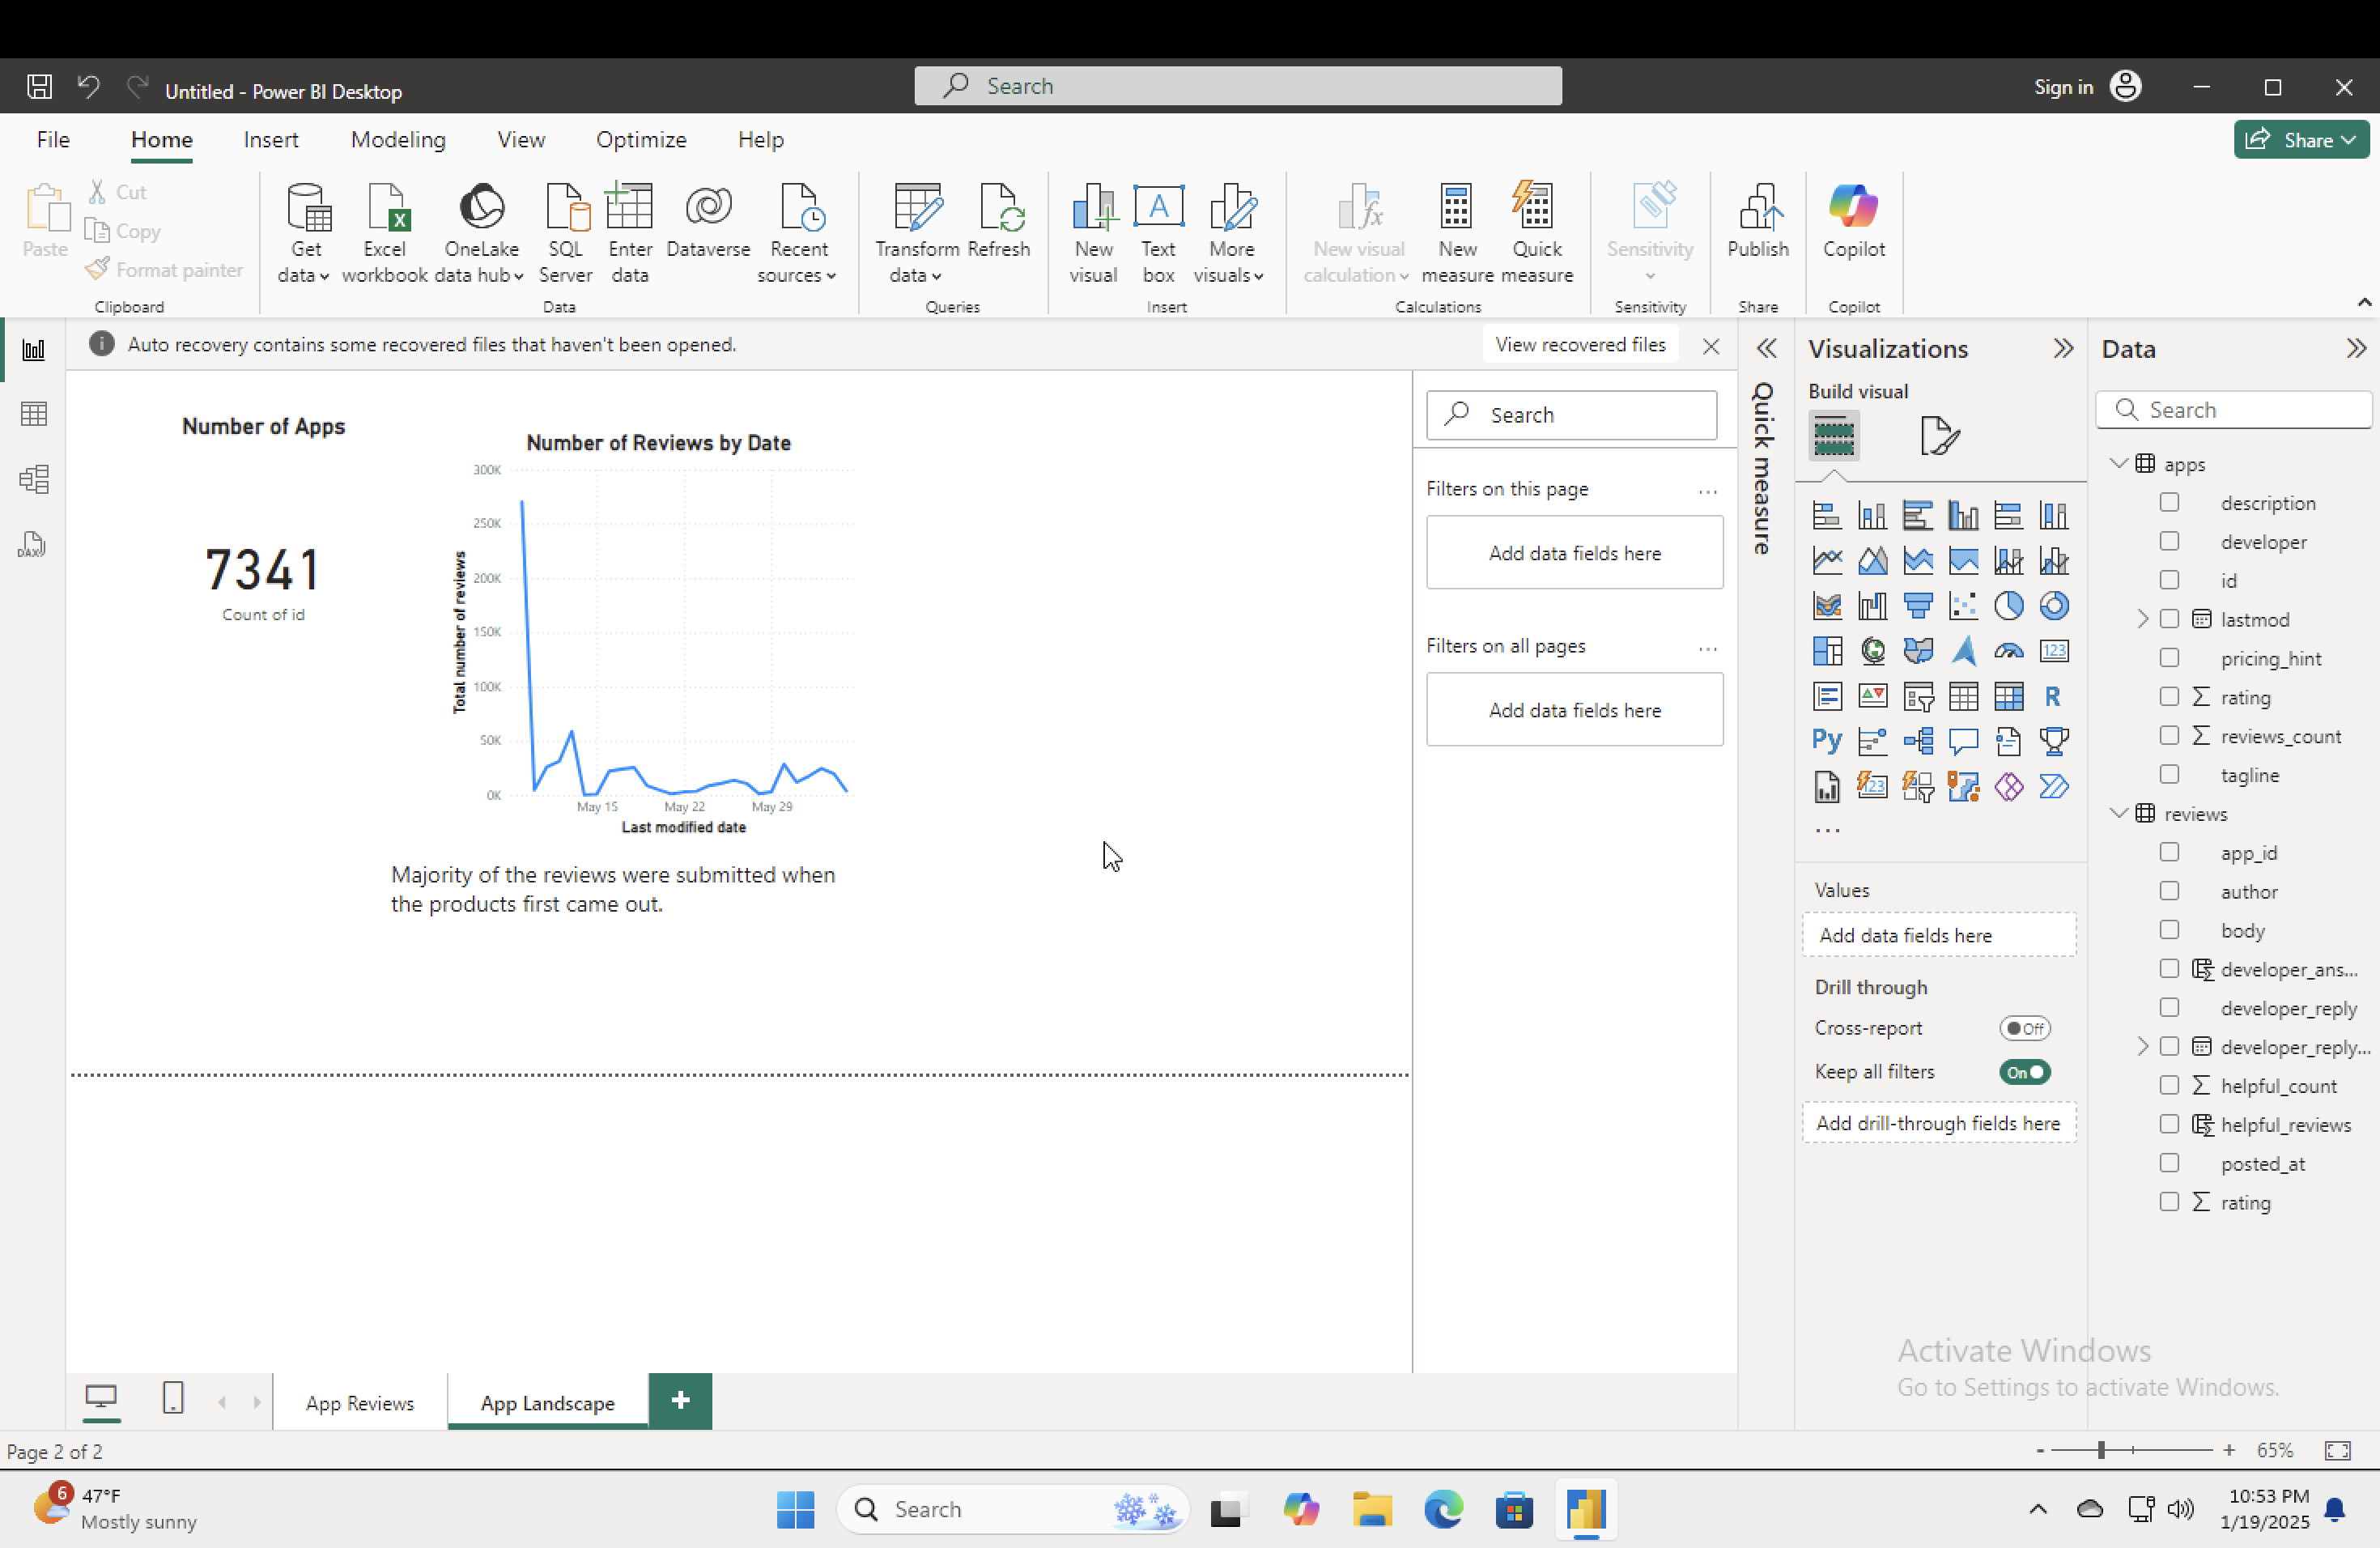 Untitled - Power BI Desktop
Search
Sign in
File
Home
Insert
Modeling
View
Optimize
Help
Share
Paste
Cut
Copy
Format painter
Clipboard
Get data
Excel workbook
OneLake data hub
SQL Server
Enter data
Dataverse
Recent sources
Data
Transform data
Refresh
Queries
New visual
Text box
More visuals
Insert
New visual calculation
New measure
Quick measure
Calculations
Sensitivity
Sensitivity
Publish
Share
Copilot
Copilot
Auto recovery contains some recovered files that haven't been opened.
View recovered files
DAX
Number of Apps
7341
Count of id
Number of Reviews by Date
Total number of reviews
300K
250K
200K
150K
100K
50K
0K
May 15
May 22
May 29
Last modified date
Majority of the reviews were submitted when
the products first came out.
Search
Filters on this page
...
Add data fields here
Filters on all pages
...
Add data fields here
Quick measure
Visualizations
Build visual
123
R
Py
123
...
Values
Add data fields here
Drill through
Cross-report
Off
Keep all filters
On
Add drill-through fields here
Data
Search
apps
description
developer
id
lastmod
pricing_hint
rating
reviews_count
tagline
reviews
app_id
author
body
developer_ans...
developer_reply
developer_reply...
helpful_count
helpful_reviews
posted_at
rating
Activate Windows
Go to Settings to activate Windows.
App Reviews
App Landscape
+
Page 2 of 2
- + 65%
6
47°F
Mostly sunny
Search
10:53 PM
1/19/2025